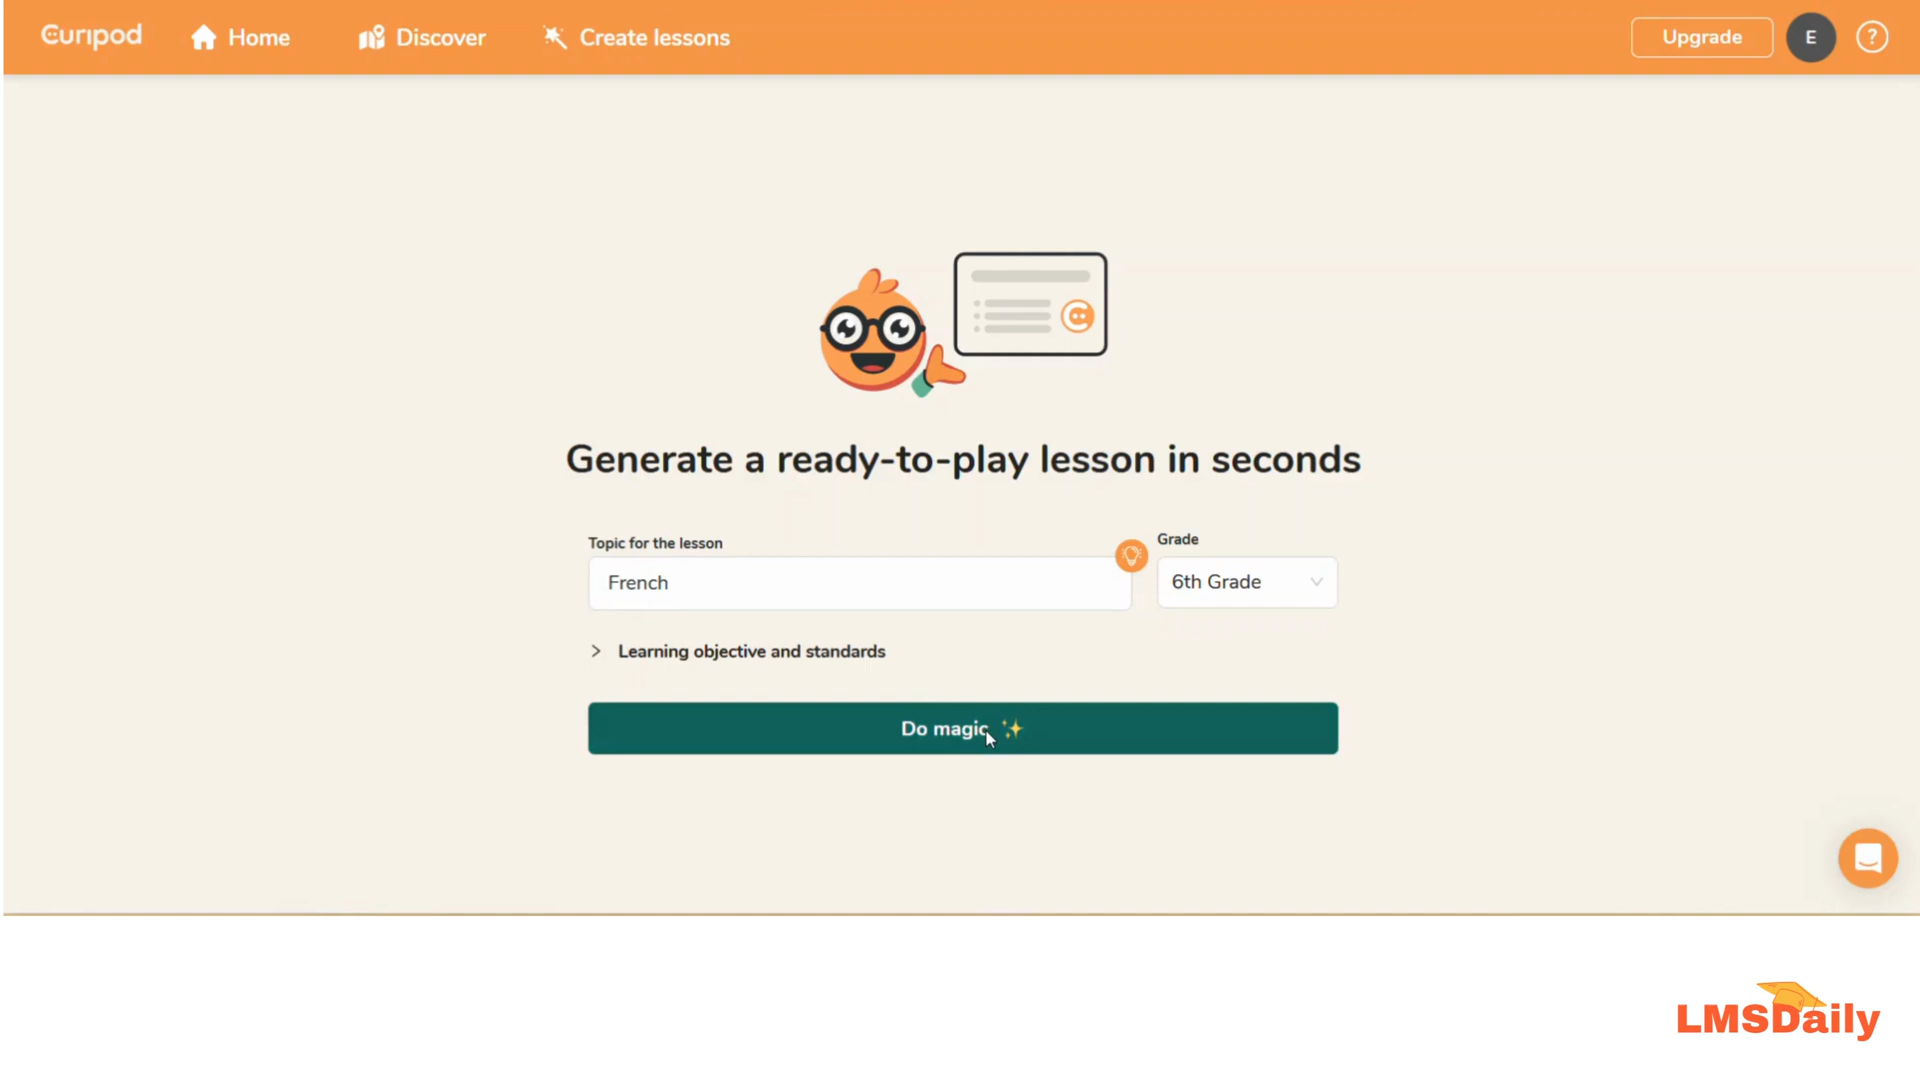 Curipod
Home
Discover
Create lessons
Upgrade
E
?
Generate a ready-to-play lesson in seconds
Topic for the lesson
Grade
French
6th Grade
Learning objective and standards
Do magic ✨
LMSDaily